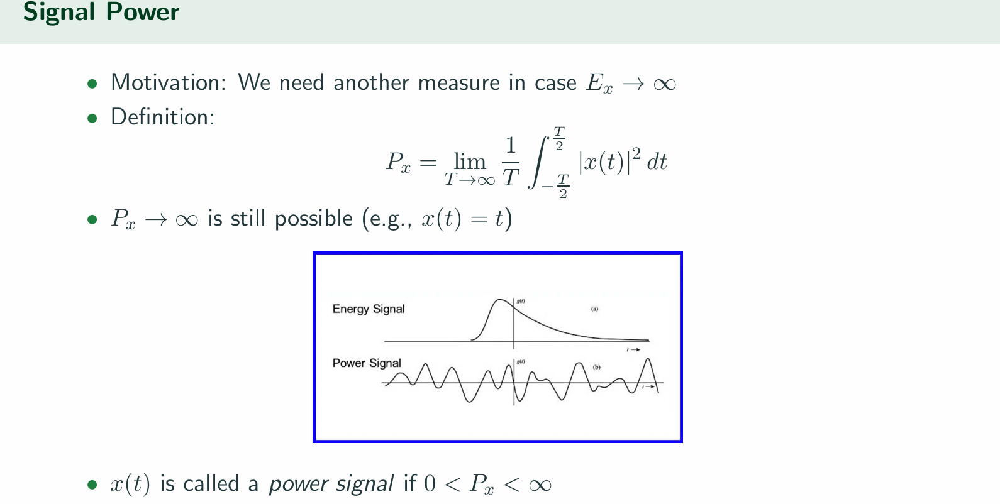 Signal Power
• Motivation: We need another measure in case $E_x \to \infty$
• Definition:
$P_x = \lim_{T \to \infty} \frac{1}{T} \int_{-\frac{T}{2}}^{\frac{T}{2}} |x(t)|^2 \, dt$
• $P_x \to \infty$ is still possible (e.g., $x(t) = t$)
g(t)
Energy Signal (a)
t →
Power Signal g(t) (b)
t →
• $x(t)$ is called a power signal if $0 < P_x < \infty$